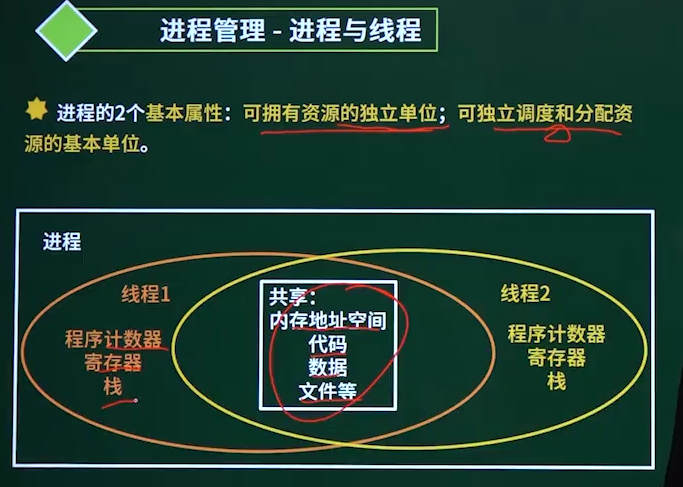 进程管理 - 进程与线程
进程的2个基本属性：可拥有资源的独立单位；可独立调度和分配资
源的基本单位。
进程
线程1
程序计数器
寄存器
栈
共享：
内存地址空间
代码
数据
文件等
线程2
程序计数器
寄存器
栈